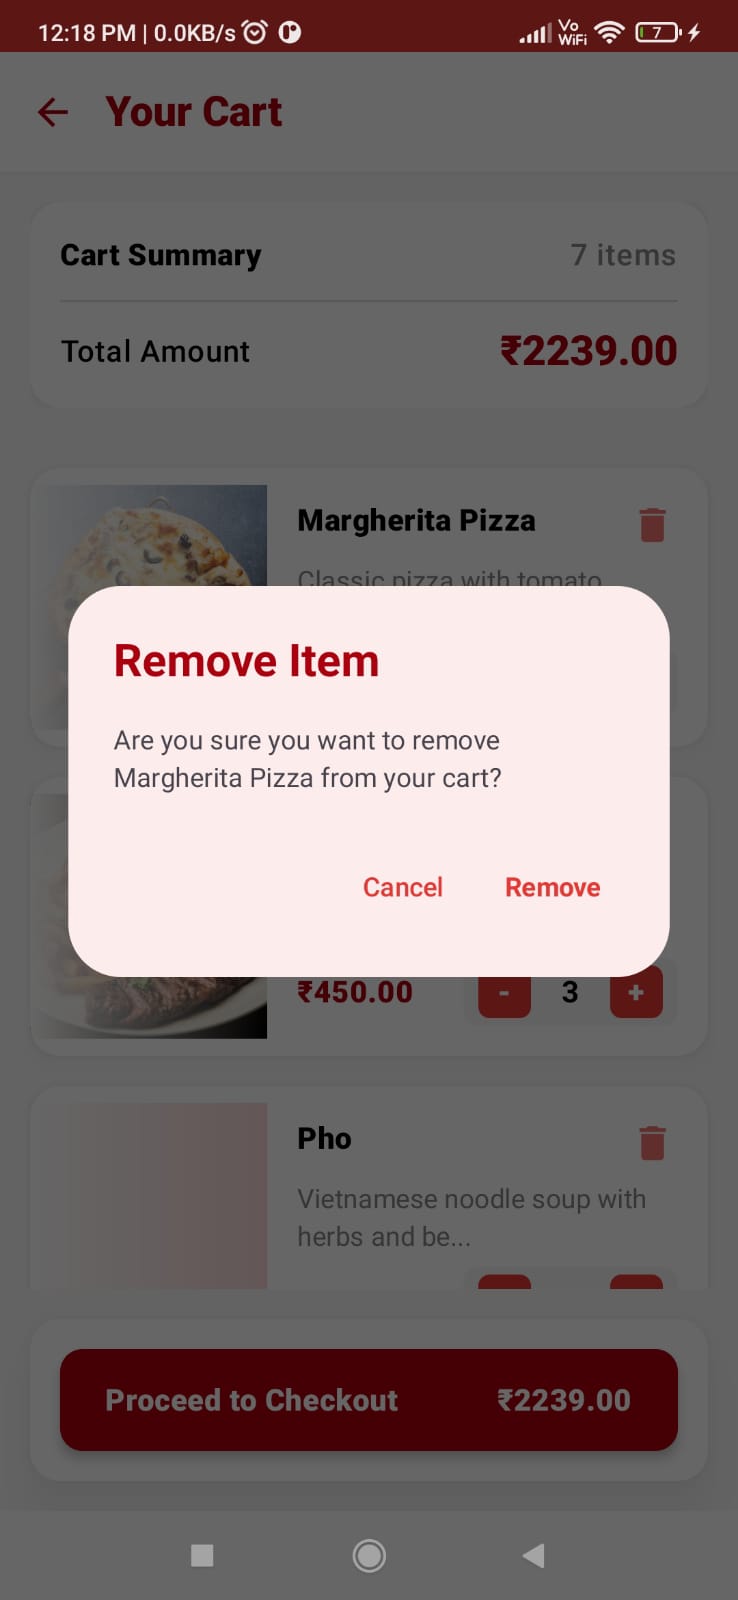 12:18 PM | 0.0KB/s
Vo
WiFi
7
Your Cart
Cart Summary
7 items
Total Amount
₹2239.00
Margherita Pizza
Classic pizza with tomato
Remove Item
Are you sure you want to remove
Margherita Pizza from your cart?
Cancel
Remove
₹450.00
-
3
+
Pho
Vietnamese noodle soup with
herbs and be...
Proceed to Checkout
₹2239.00